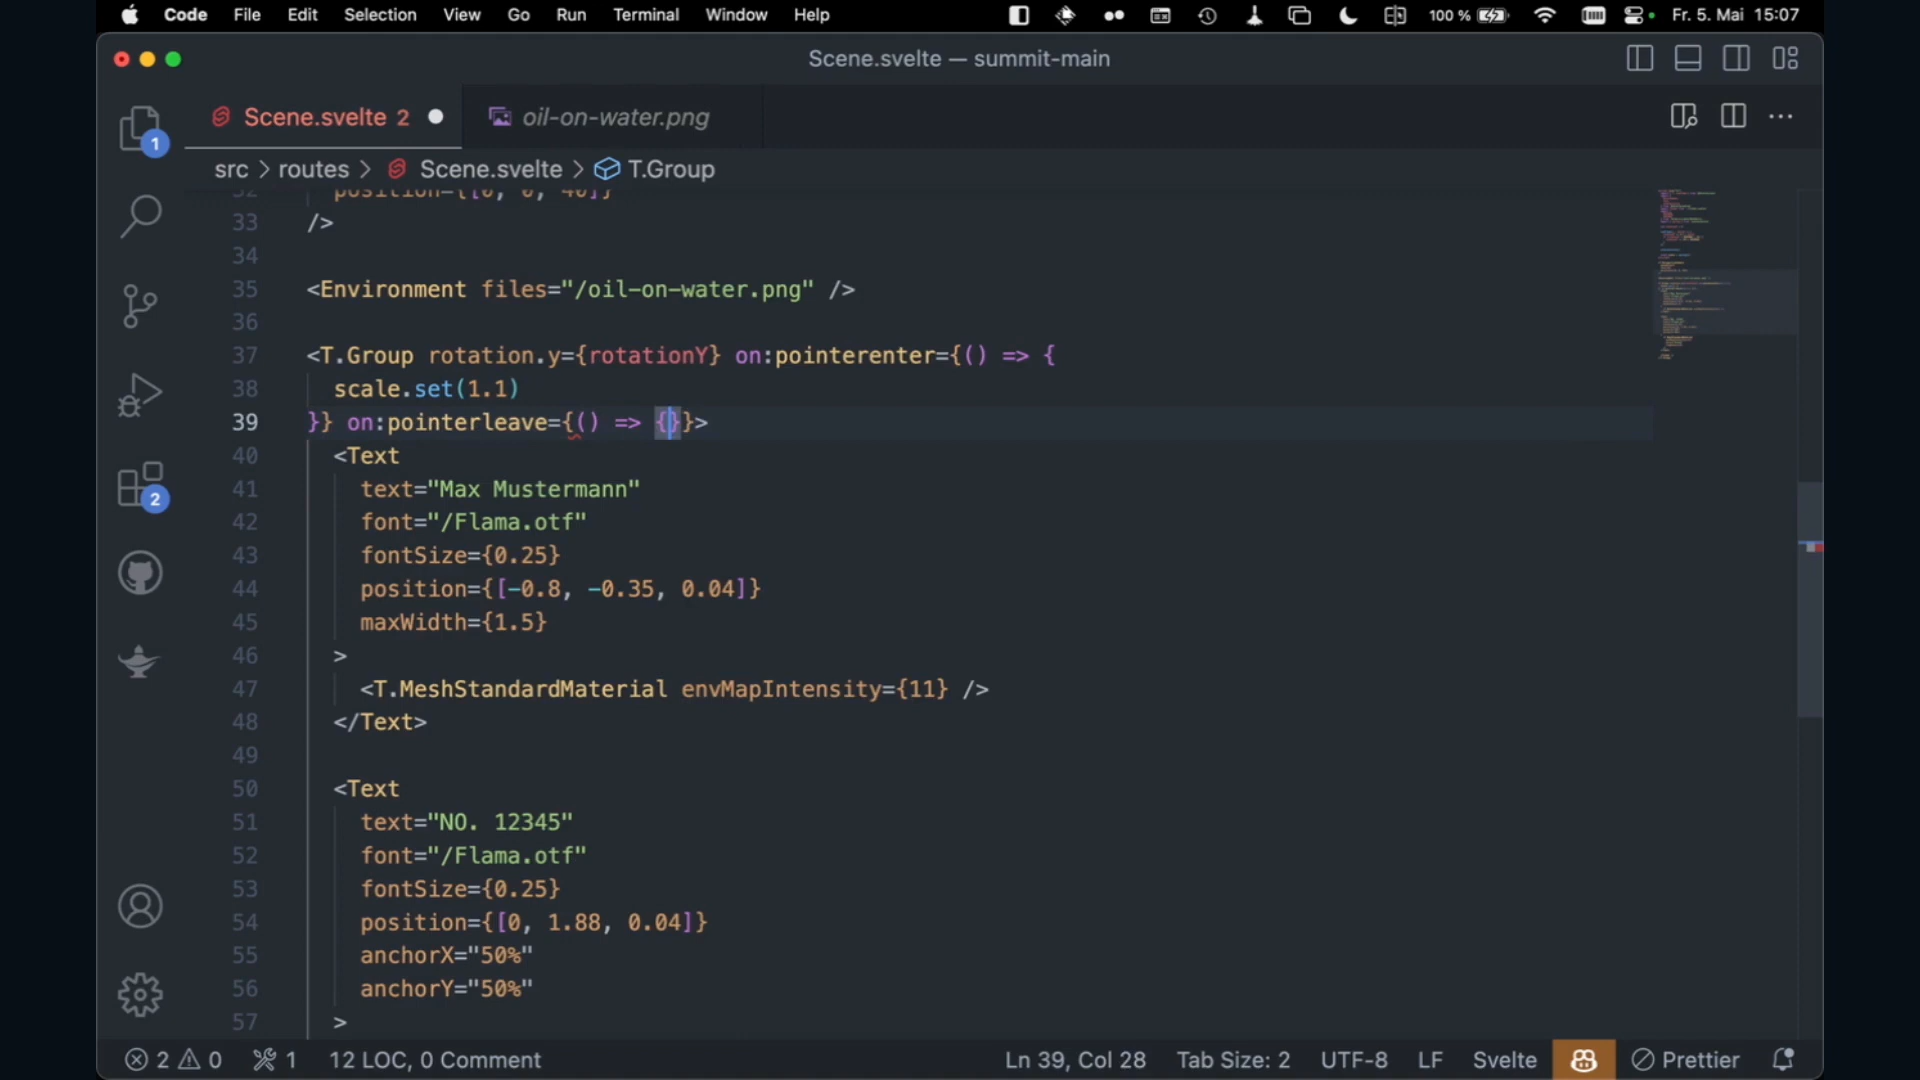 Code File Edit Selection View Go Run Terminal Window Help 100 % Fr. 5. Mai 15:07
Scene.svelte — summit-main
Scene.svelte 2 oil-on-water.png
1
src > routes > Scene.svelte > T.Group
32 position={[0, 0, 40]}
33 />
34
35 <Environment files="/oil-on-water.png" />
36
37 <T.Group rotation.y={rotationY} on:pointerenter={() => {
38 scale.set(1.1)
39 }} on:pointerleave={() => {}}>
40 <Text
41 text="Max Mustermann"
42 font="/Flama.otf"
43 fontSize={0.25}
44 position={[-0.8, -0.35, 0.04]}
45 maxWidth={1.5}
46 >
47 <T.MeshStandardMaterial envMapIntensity={11} />
48 </Text>
49
50 <Text
51 text="NO. 12345"
52 font="/Flama.otf"
53 fontSize={0.25}
54 position={[0, 1.88, 0.04]}
55 anchorX="50%"
56 anchorY="50%"
57 >
2
2 0 1 12 LOC, 0 Comment Ln 39, Col 28 Tab Size: 2 UTF-8 LF Svelte Prettier